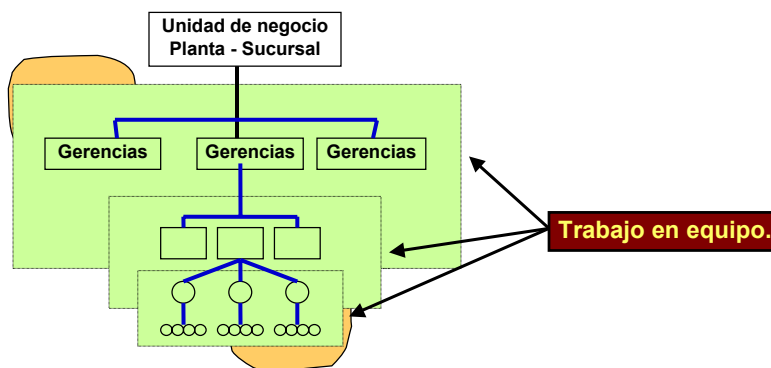 Unidad de negocio
Planta - Sucursal
Gerencias
Gerencias
Gerencias
Trabajo en equipo.